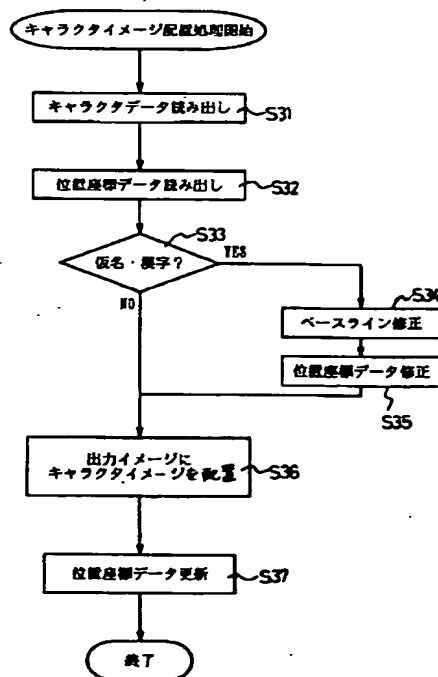 キャラクタイメージ配置処理開始
キャラクタデータ読み出し
S31
位置座標データ読み出し
S32
S33
仮名・漢字?
YES
NO
S34
ベースライン修正
位置座標データ修正
S35
出力イメージに
キャラクタイメージを配置
S36
位置座標データ更新
S37
終了